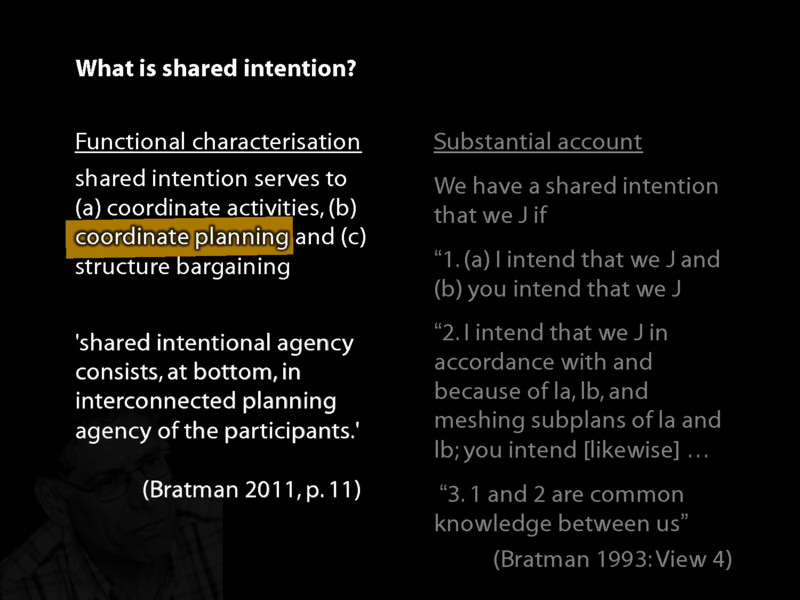 What is shared intention?
Functional characterisation
shared intention serves to
(a) coordinate activities, (b)
coordinate planning and (c)
structure bargaining
'shared intentional agency
consists, at bottom, in
interconnected planning
agency of the participants.'
(Bratman 2011, p. 11)
Substantial account
We have a shared intention
that we J if
“1. (a) I intend that we J and
(b) you intend that we J
“2. I intend that we J in
accordance with and
because of la, lb, and
meshing subplans of la and
lb; you intend [likewise] …
“3. 1 and 2 are common
knowledge between us”
(Bratman 1993: View 4)